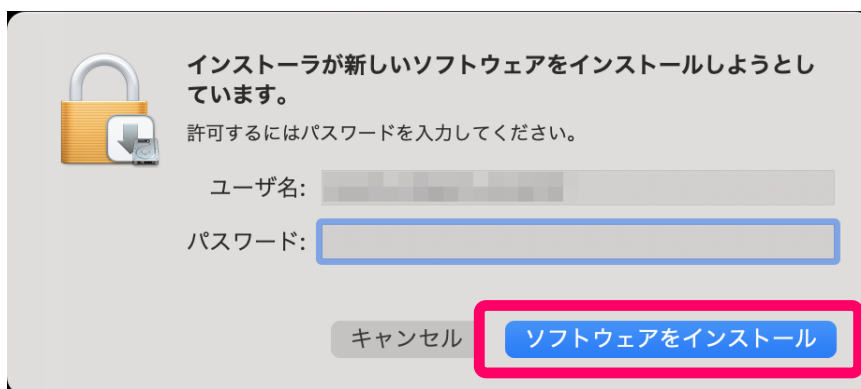 インストーラが新しいソフトウェアをインストールしようとし
ています。
許可するにはパスワードを入力してください。
ユーザ名:
パスワード:
キャンセル ソフトウェアをインストール